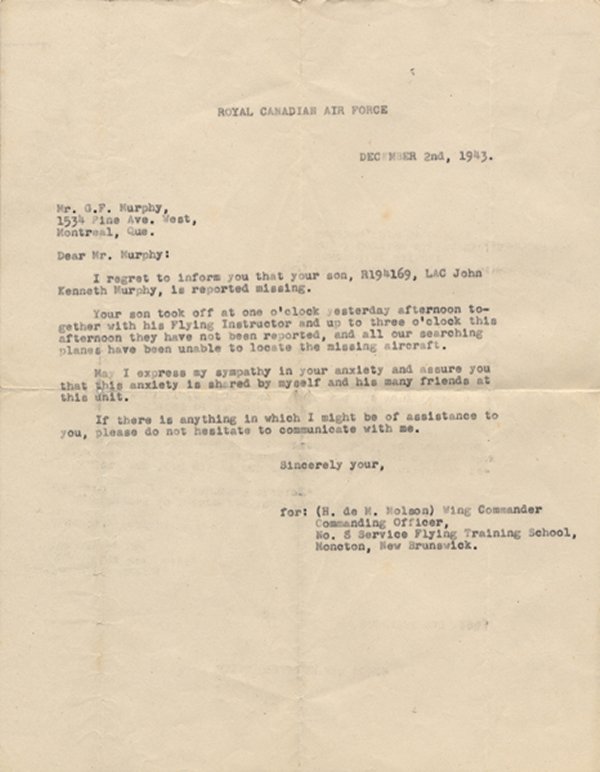 ROYAL CANADIAN AIR FORCE
DECEMBER 2nd, 1943.
Mr. G.F. Murphy,
1534 Pine Ave. West,
Montreal, Que.
Dear Mr. Murphy:
I regret to inform you that your son, R194169, LAC John
Kenneth Murphy, is reported missing.
Your son took off at one o'clock yesterday afternoon to-
gether with his Flying Instructor and up to three o'clock this
afternoon they have not been reported, and all our searching
planes have been unable to locate the missing aircraft.
May I express my sympathy in your anxiety and assure you
that this anxiety is shared by myself and his many friends at
this unit.
If there is anything in which I might be of assistance to
you, please do not hesitate to communicate with me.
Sincerely your,
for: (H. de M. Molson) Wing Commander
Commanding Officer,
No. 8 Service Flying Training School,
Moncton, New Brunswick.